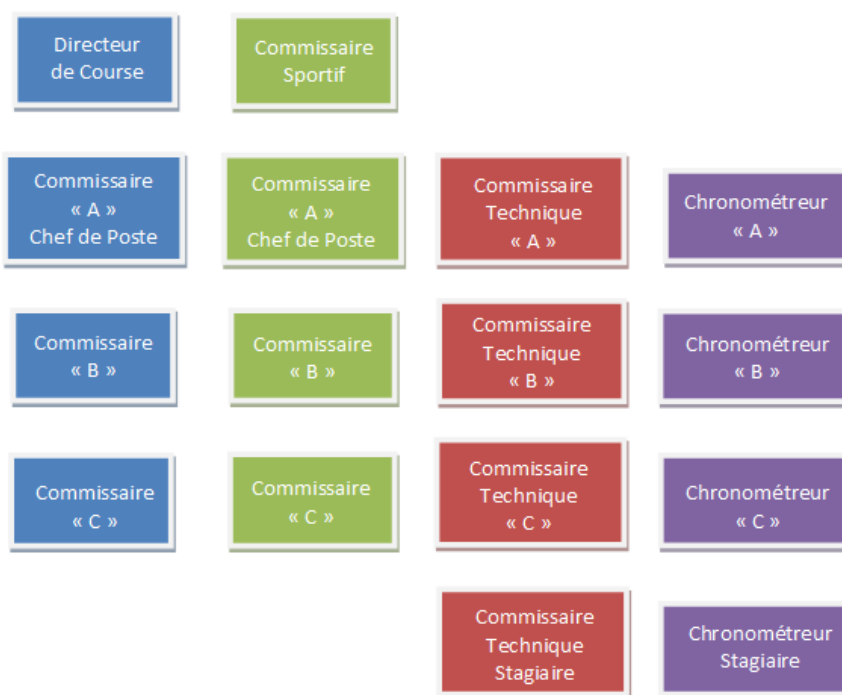 Directeur
de Course
Commissaire
Sportif
Commissaire
« A »
Chef de Poste
Commissaire
« A »
Chef de Poste
Commissaire
Technique
« A »
Chronométreur
« A »
Commissaire
« B »
Commissaire
« B »
Commissaire
Technique
« B »
Chronométreur
« B »
Commissaire
« C »
Commissaire
« C »
Commissaire
Technique
« C »
Chronométreur
« C »
Commissaire
Technique
Stagiaire
Chronométreur
Stagiaire